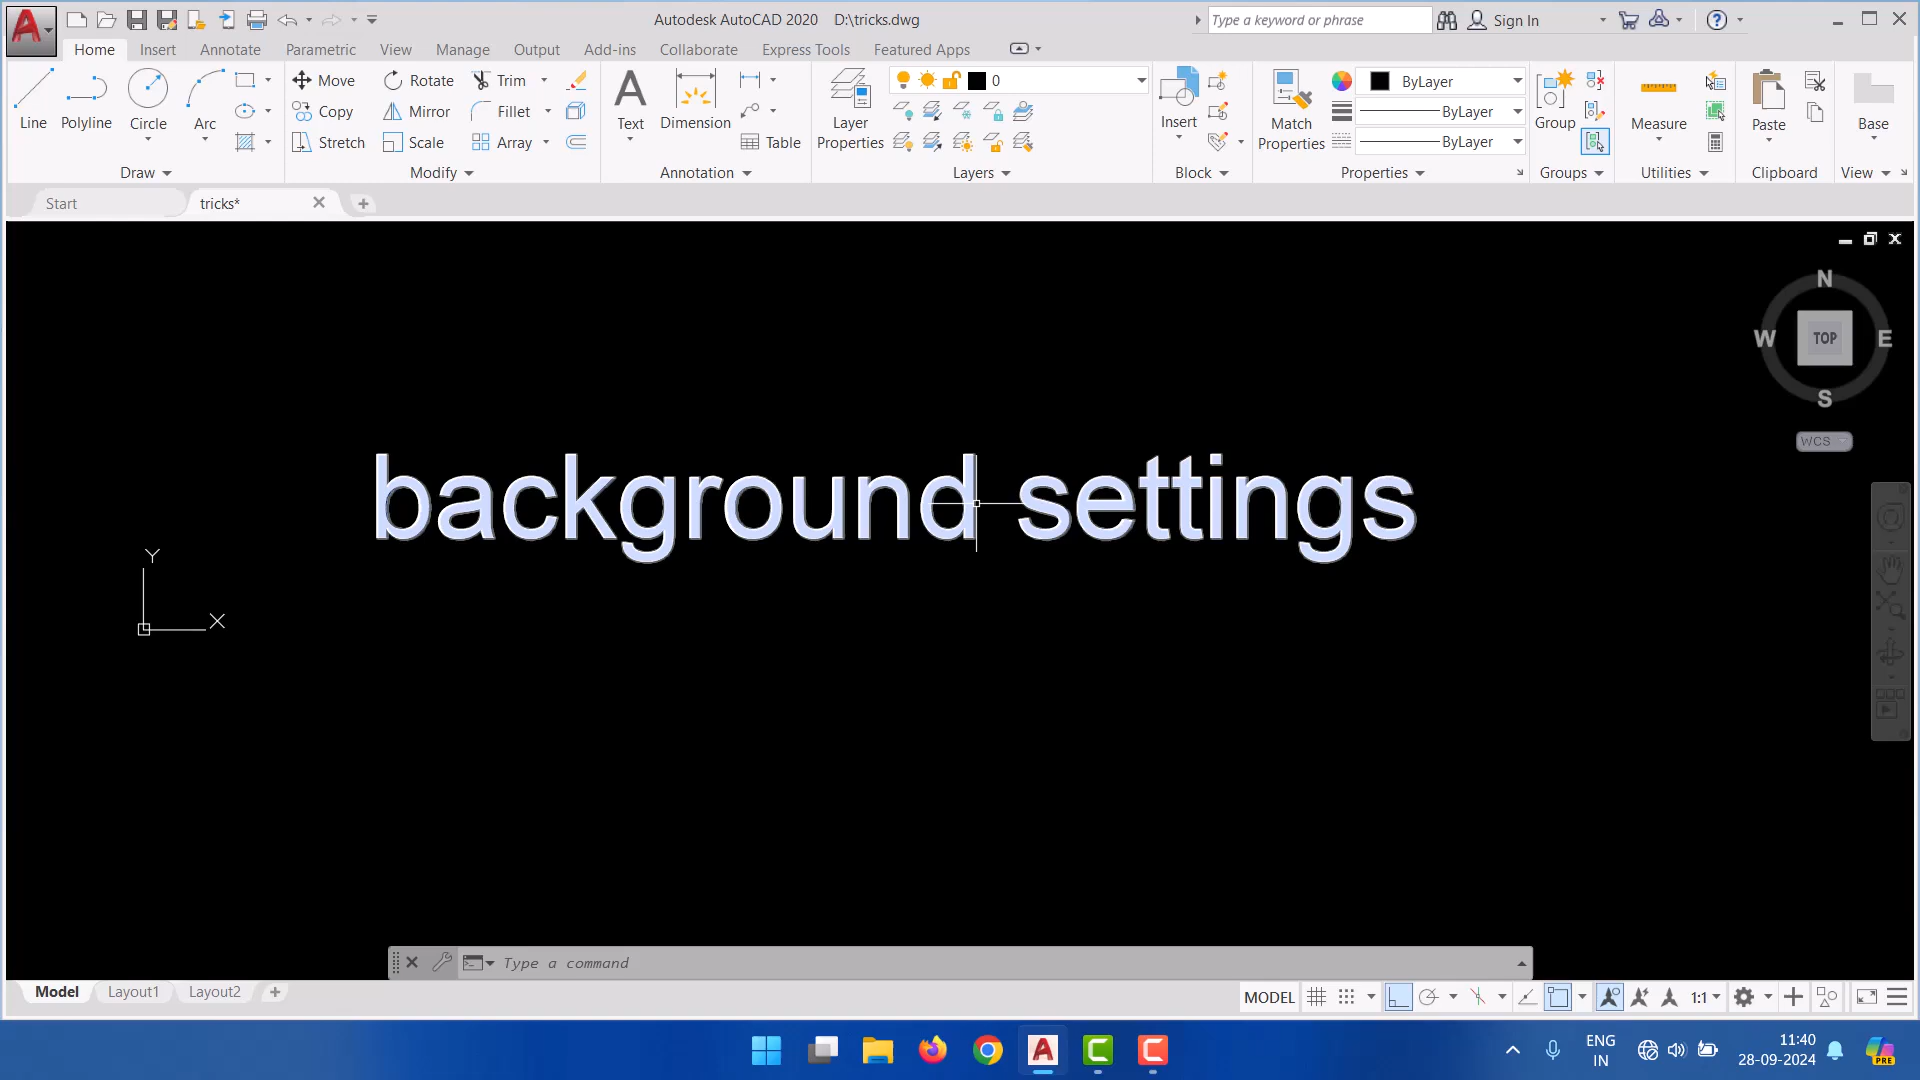 Autodesk AutoCAD 2020 D:\tricks.dwg
Type a keyword or phrase
Sign In
Home Insert Annotate Parametric View Manage Output Add-ins Collaborate Express Tools Featured Apps
Line
Polyline
Circle
Arc
Draw
Move
Rotate
Trim
Copy
Mirror
Fillet
Stretch
Scale
Array
Modify
Text
Dimension
Table
Annotation
Layer
Properties
0
Layers
Insert
Block
Match
Properties
ByLayer
ByLayer
ByLayer
Properties
Group
Groups
Measure
Utilities
Paste
Clipboard
Base
View
Start
tricks*
N
W
TOP
E
S
WCS
background settings
Y
X
Type a command
Model Layout1 Layout2
MODEL
1:1
ENG
IN
11:40
28-09-2024
PRE